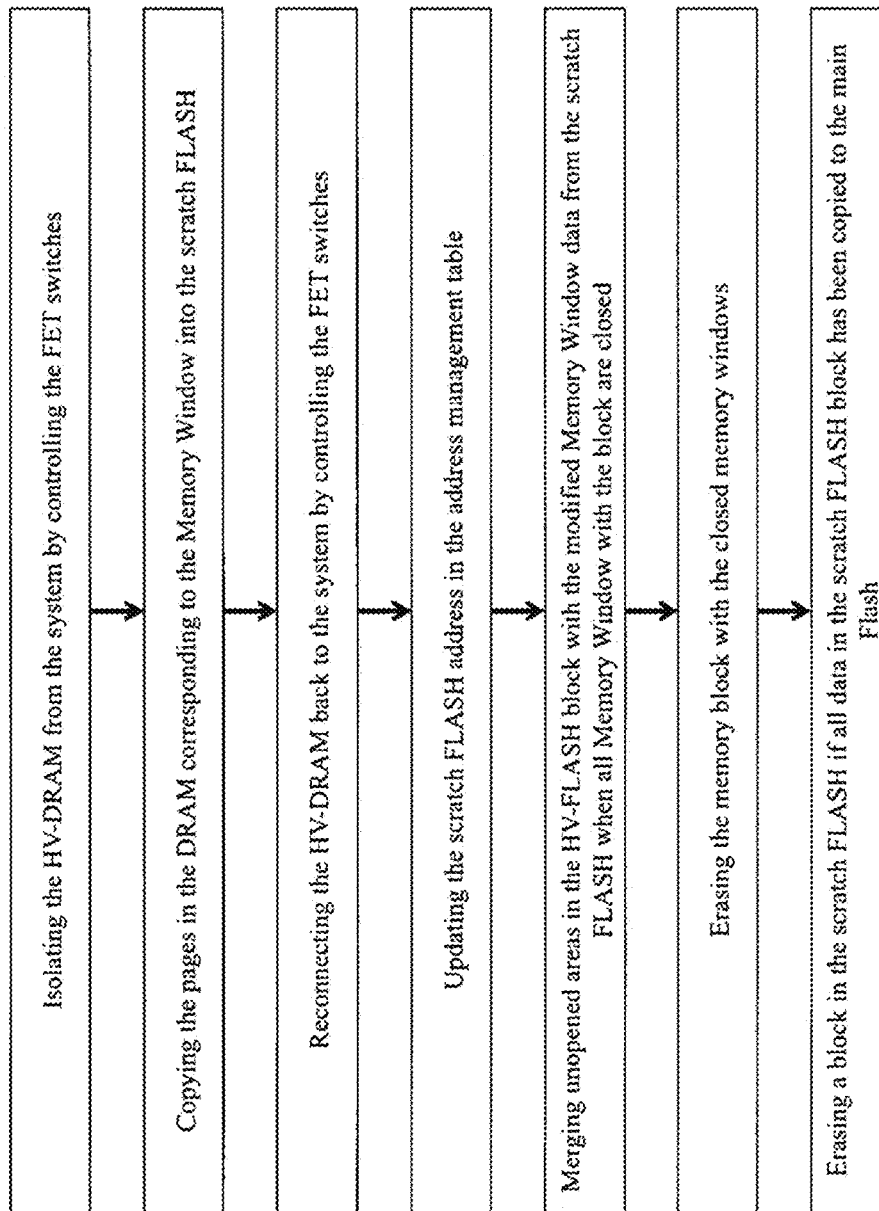 Isolating the HV-DRAM from the system by controlling the FET switches
Copying the pages in the DRAM corresponding to the Memory Window into the scratch FLASH
Reconnecting the HV-DRAM back to the system by controlling the FET switches
Updating the scratch FLASH address in the address management table
Merging unopened areas in the HV-FLASH block with the modified Memory Window data from the scratch
FLASH when all Memory Window with the block are closed
Erasing the memory block with the closed memory windows
Erasing a block in the scratch FLASH if all data in the scratch FLASH block has been copied to the main
Flash